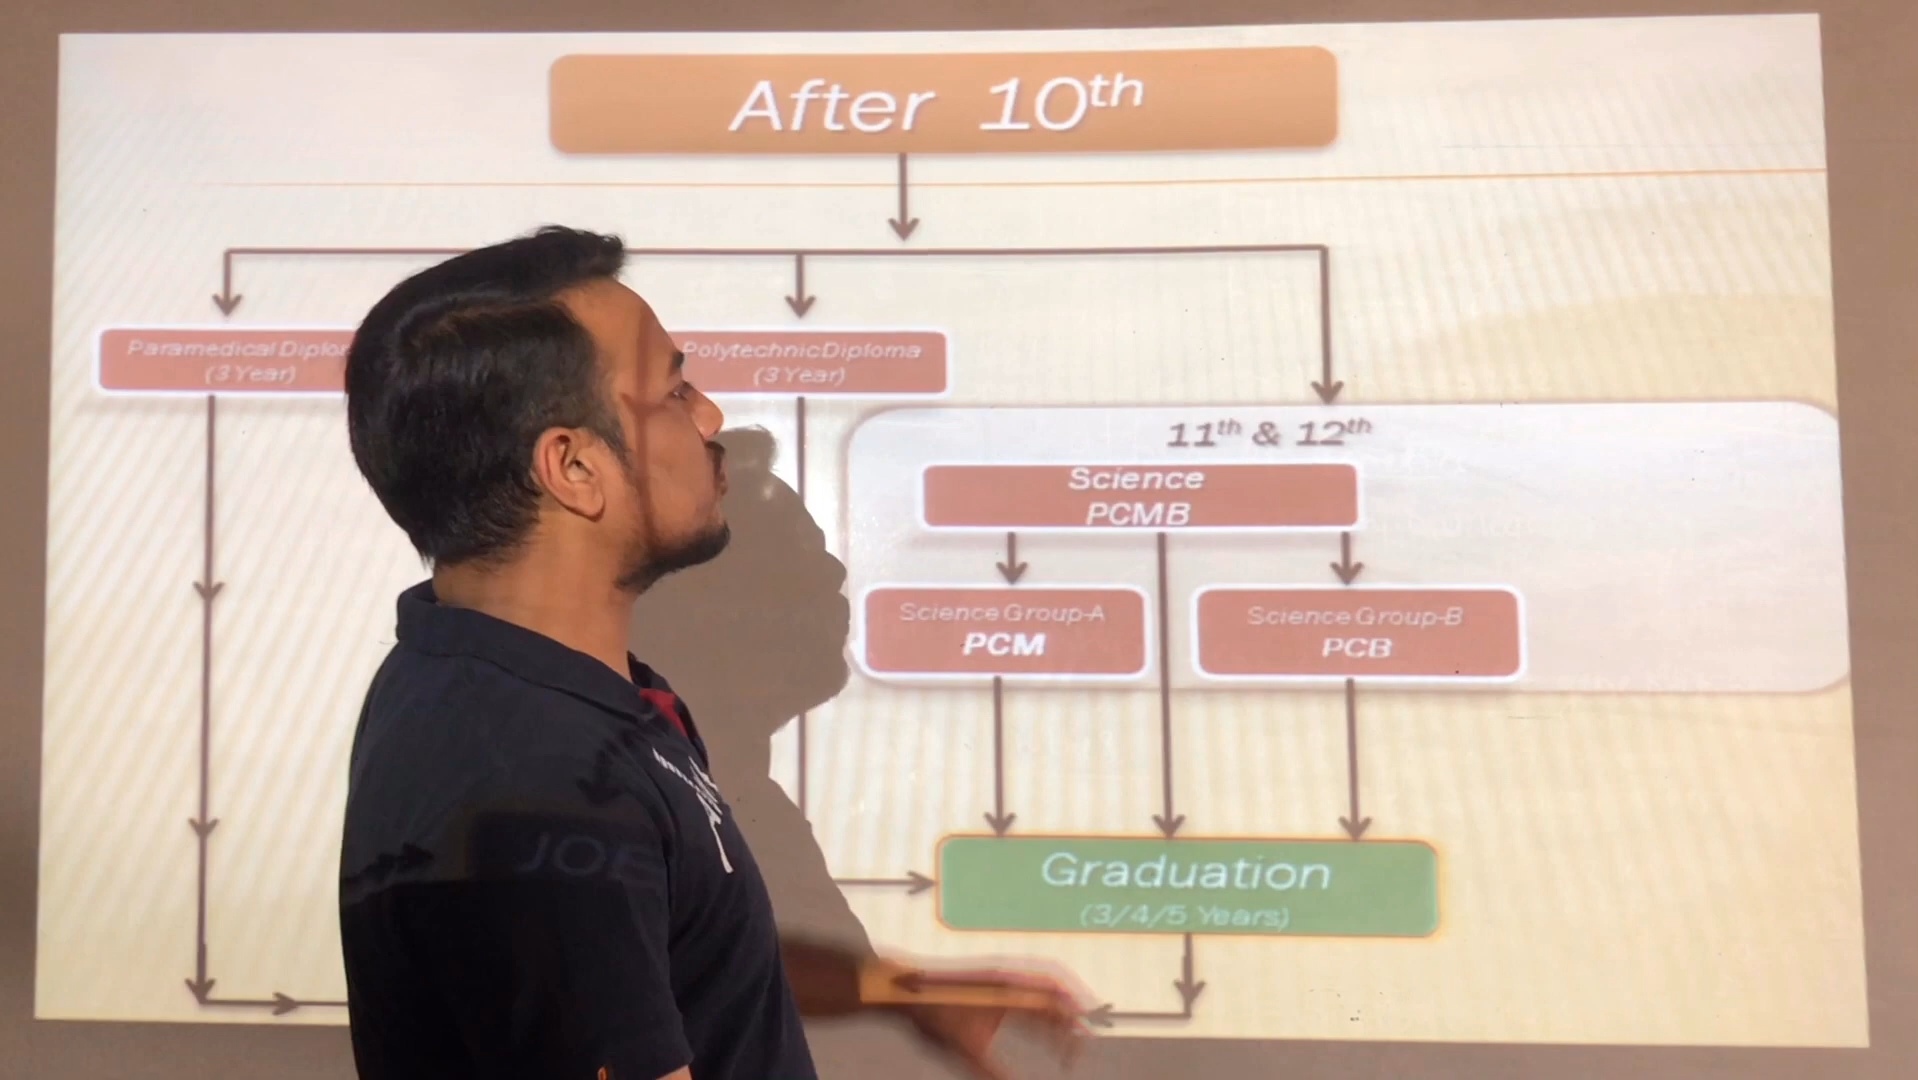 After 10th
Paramedical
(3 Year)
Polytechnic Diploma
(3 Year)
11th & 12th
Science
PCMB
Science Group-A
PCM
Science Group-B
PCB
Graduation
(3/4/5 Years)